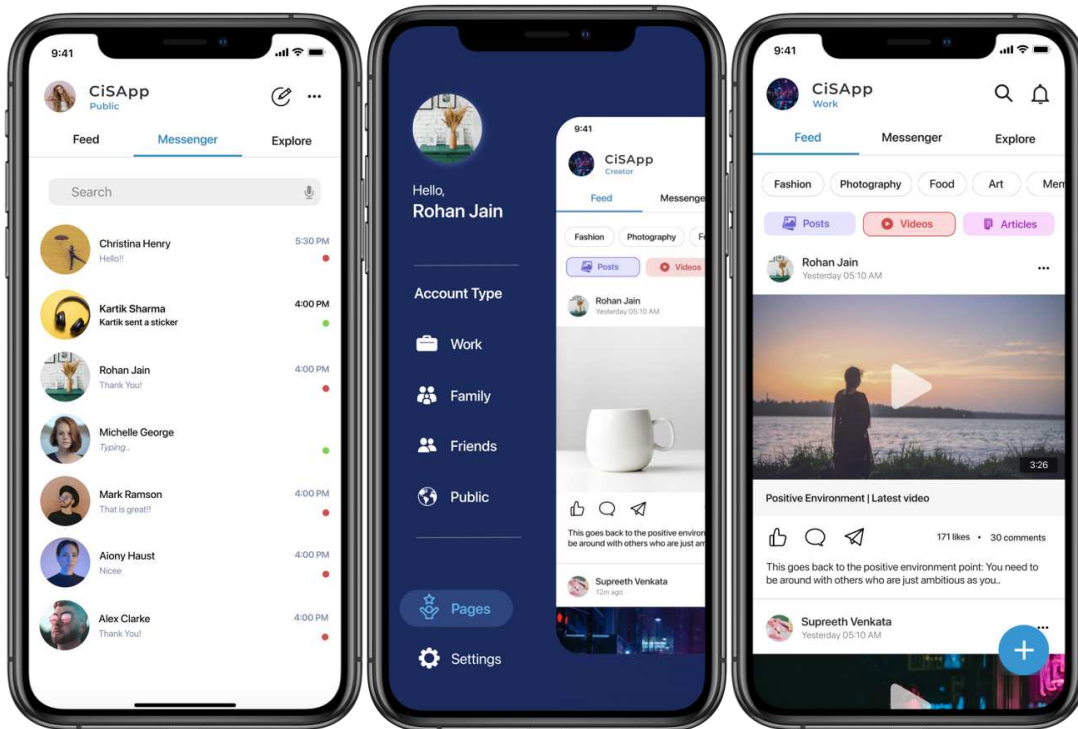 9:41
CiSApp
Public
Feed Messenger Explore
Search
Christina Henry 5:30 PM
Hello!!
Kartik Sharma 4:00 PM
Kartik sent a sticker
Rohan Jain 4:00 PM
Thank You!
Michelle George
Typing..
Mark Ramson 4:00 PM
That is great!!
Aiony Haust 4:00 PM
Nicee
Alex Clarke 4:00 PM
Thank You!
Hello,
Rohan Jain
Account Type
Work
Family
Friends
Public
Pages
Settings
9:41
CiSApp
Creator
Feed Messenge
Fashion Photography F
Posts Videos
Rohan Jain
Yesterday 05:10 AM
This goes back to the positive environ
be around with others who are just am
Supreeth Venkata
12m ago
9:41
CiSApp
Work
Feed Messenger Explore
Fashion Photography Food Art Mem
Posts Videos Articles
Rohan Jain
Yesterday 05:10 AM
3:26
Positive Environment | Latest video
171 likes • 30 comments
This goes back to the positive environment point: You need to
be around with others who are just ambitious as you..
Supreeth Venkata
Yesterday 05:10 AM